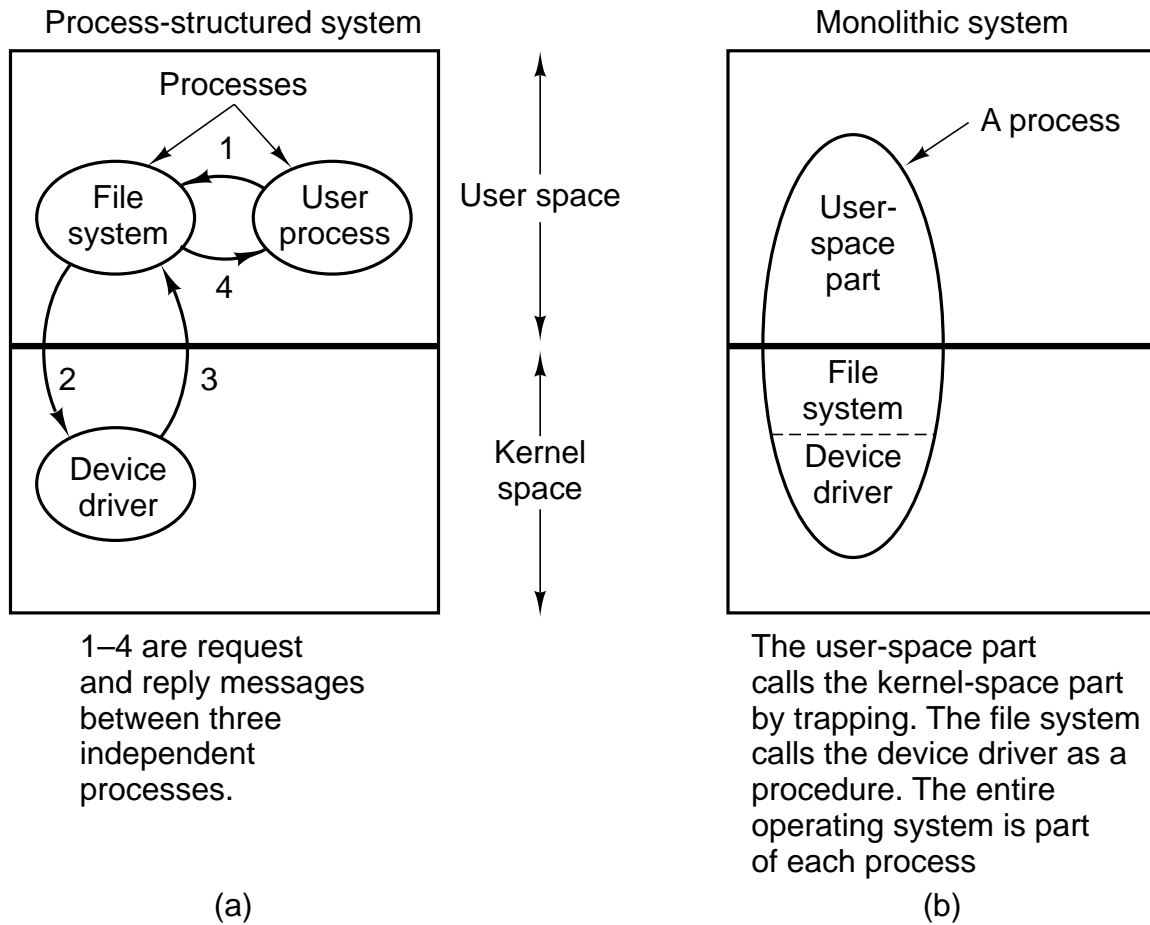 Process-structured system
Processes
1
File
system
User
process
4
2
3
Device
driver
1–4 are request
and reply messages
between three
independent
processes.
(a)
User space
Kernel
space
Monolithic system
A process
User-
space
part
File
system
Device
driver
The user-space part
calls the kernel-space part
by trapping. The file system
calls the device driver as a
procedure. The entire
operating system is part
of each process
(b)